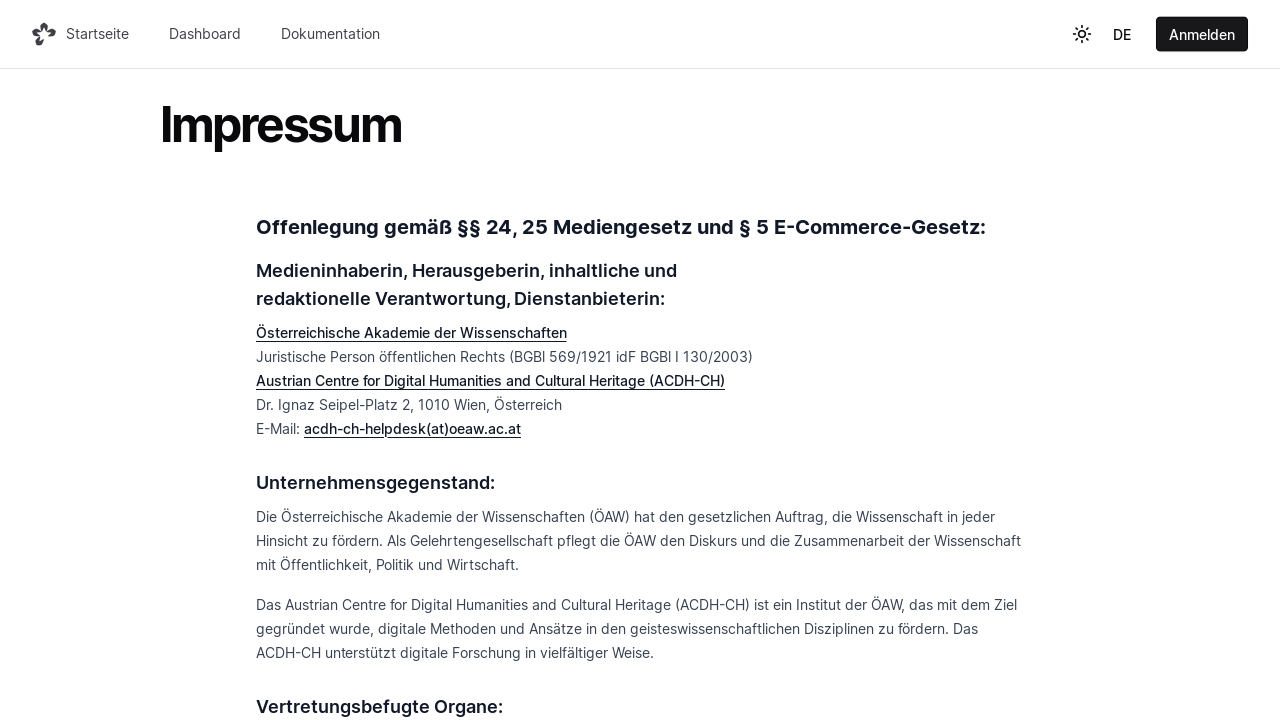 Startseite
Dashboard
Dokumentation
DE
Anmelden
Impressum
Offenlegung gemäß §§ 24, 25 Mediengesetz und § 5 E-Commerce-Gesetz:
Medieninhaberin, Herausgeberin, inhaltliche und
redaktionelle Verantwortung, Dienstanbieterin:
Österreichische Akademie der Wissenschaften
Juristische Person öffentlichen Rechts (BGBl 569/1921 idF BGBl I 130/2003)
Austrian Centre for Digital Humanities and Cultural Heritage (ACDH-CH)
Dr. Ignaz Seipel-Platz 2, 1010 Wien, Österreich
E-Mail: acdh-ch-helpdesk(at)oeaw.ac.at
Unternehmensgegenstand:
Die Österreichische Akademie der Wissenschaften (ÖAW) hat den gesetzlichen Auftrag, die Wissenschaft in jeder
Hinsicht zu fördern. Als Gelehrtengesellschaft pflegt die ÖAW den Diskurs und die Zusammenarbeit der Wissenschaft
mit Öffentlichkeit, Politik und Wirtschaft.
Das Austrian Centre for Digital Humanities and Cultural Heritage (ACDH-CH) ist ein Institut der ÖAW, das mit dem Ziel
gegründet wurde, digitale Methoden und Ansätze in den geisteswissenschaftlichen Disziplinen zu fördern. Das
ACDH-CH unterstützt digitale Forschung in vielfältiger Weise.
Vertretungsbefugte Organe: